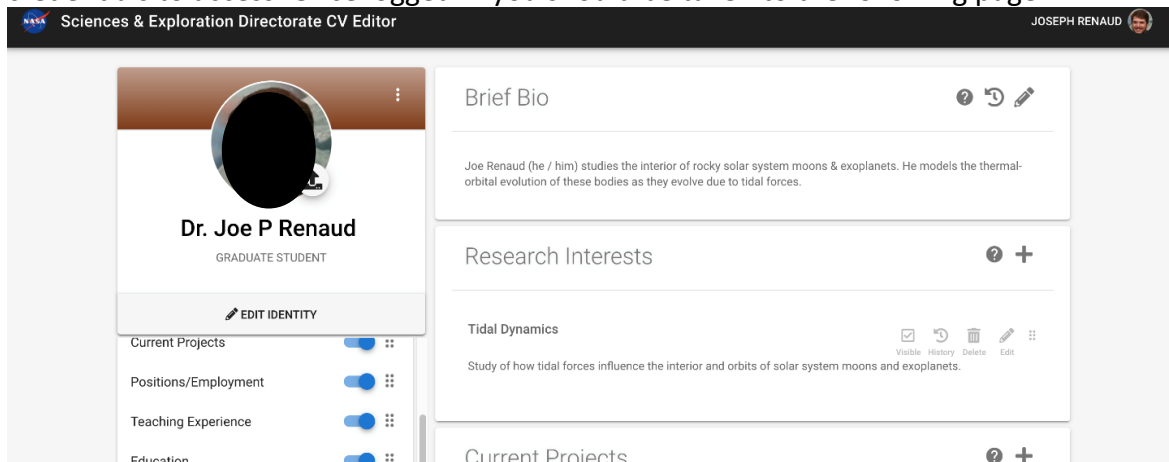 NASA
Sciences & Exploration Directorate CV Editor
JOSEPH RENAUD
Dr. Joe P Renaud
GRADUATE STUDENT
EDIT IDENTITY
Current Projects
Positions/Employment
Teaching Experience
Education
Brief Bio
Joe Renaud (he / him) studies the interior of rocky solar system moons & exoplanets. He models the thermal-
orbital evolution of these bodies as they evolve due to tidal forces.
Research Interests
Tidal Dynamics
Visible History Delete Edit
Study of how tidal forces influence the interior and orbits of solar system moons and exoplanets.
Current Projects